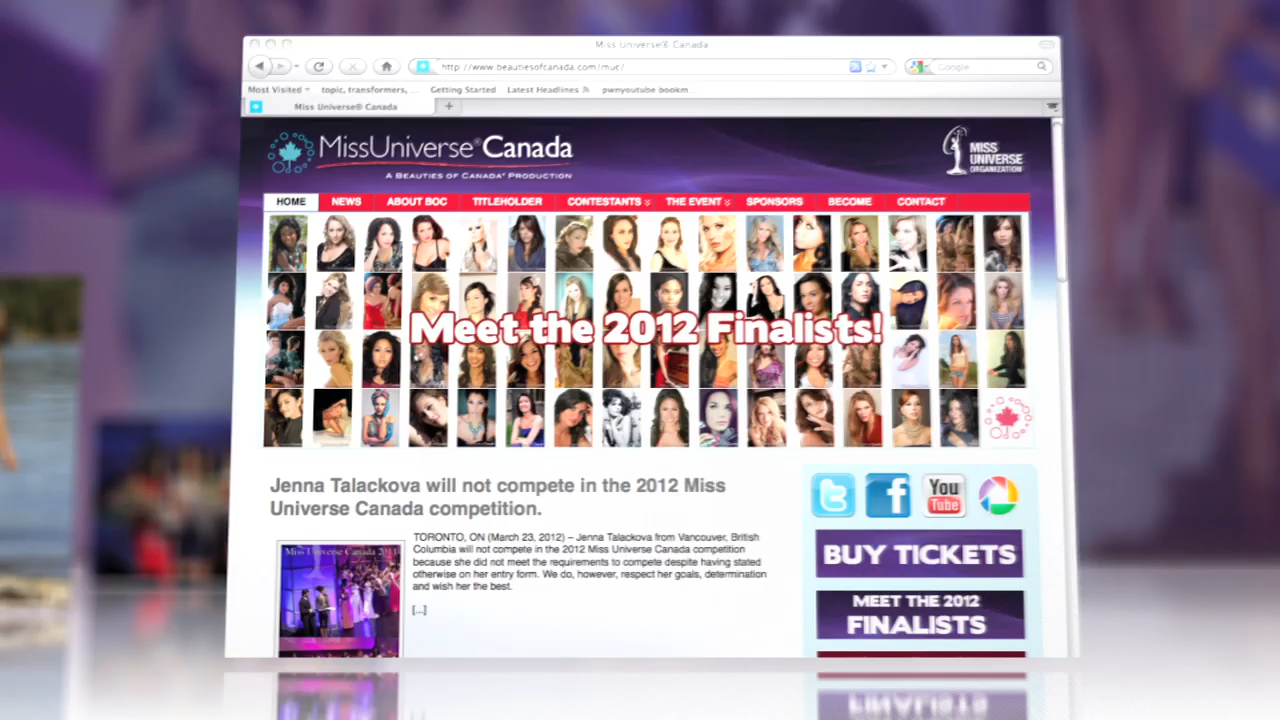 Miss Universe® Canada
http://www.beautiesofcanada.com/muc/
Google
Most Visited
topic, transformers, ...
Getting Started
Latest Headlines
pwnyoutube bookm...
Miss Universe® Canada
MissUniverse® Canada
A BEAUTIES OF CANADA® PRODUCTION
MISS
UNIVERSE
ORGANIZATION
HOME NEWS ABOUT BOC TITLEHOLDER CONTESTANTS THE EVENT SPONSORS BECOME CONTACT
Meet the 2012 Finalists!
Jenna Talackova will not compete in the 2012 Miss
Universe Canada competition.
Miss Universe Canada 2011
TORONTO, ON (March 23, 2012) – Jenna Talackova from Vancouver, British
Columbia will not compete in the 2012 Miss Universe Canada competition
because she did not meet the requirements to compete despite having stated
otherwise on her entry form. We do, however, respect her goals, determination
and wish her the best.
[...]
You
Tube
BUY TICKETS
MEET THE 2012
FINALISTS